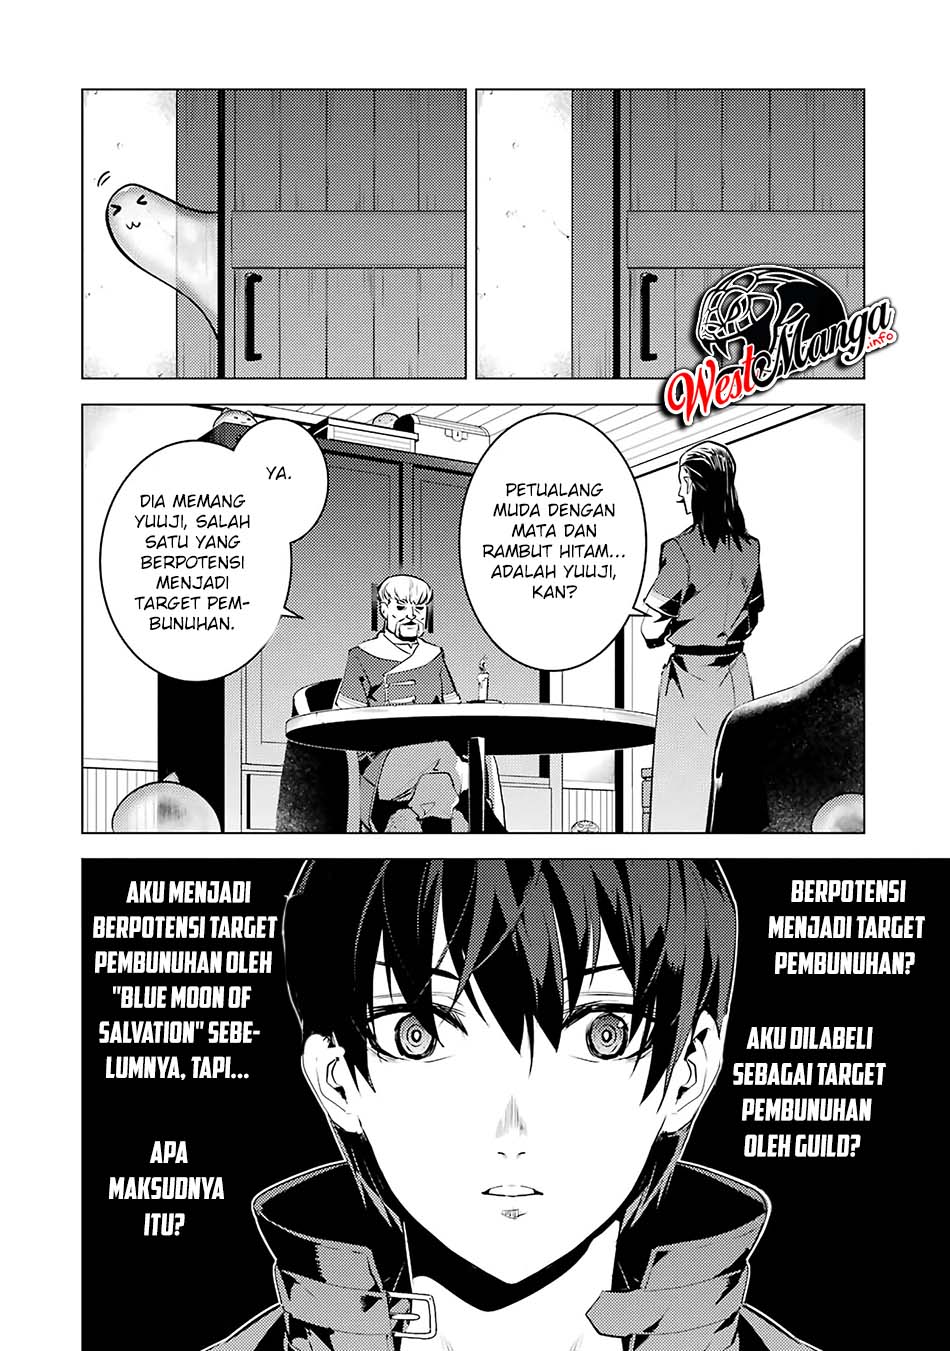 WestManga
.info
PETUALANG
MUDA DENGAN
MATA DAN
RAMBUT HITAM...
ADALAH YUUJI,
KAN?
YA.
DIA MEMANG
YUUJI, SALAH
SATU YANG
BERPOTENSI
MENJADI
TARGET PEM-
BUNUHAN.
BERPOTENSI
MENJADI TARGET
PEMBUNUHAN?
AKU DILABELI
SEBAGAI TARGET
PEMBUNUHAN
OLEH GUILD?
AKU MENJADI
BERPOTENSI TARGET
PEMBUNUHAN OLEH
"BLUE MOON OF
SALVATION" SEBE-
LUMNYA, TAPI...
APA
MAKSUDNYA
ITU?